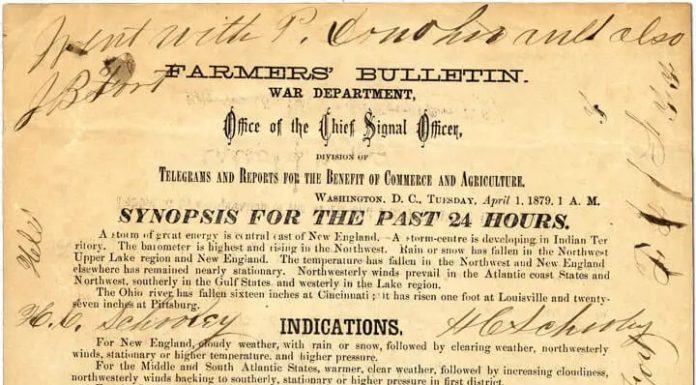 Went with P. Donohu and also
J B Fort
FARMERS' BULLETIN.
WAR DEPARTMENT,
Office of the Chief Signal Officer,
DIVISION OF
TELEGRAMS AND REPORTS FOR THE BENEFIT OF COMMERCE AND AGRICULTURE.
WASHINGTON, D. C., TUESDAY, April 1, 1879. 1 A. M.
SYNOPSIS FOR THE PAST 24 HOURS.
A storm of great energy is central east of New England. A storm-centre is developing in Indian Ter
ritory. The barometer is highest and rising in the Northwest. Rain or snow has fallen in the Northwest
Upper Lake region and New England. The temperature has fallen in the Northwest and New England
elsewhere has remained nearly stationary. Northwesterly winds prevail in the Atlantic coast States and
Northwest, southerly in the Gulf States, and westerly in the Lake region.
The Ohio river has fallen sixteen inches at Cincinnati; it has risen one foot at Louisville and twenty-
seven inches at Pittsburg.
H. C. Schooley
H C Schooley
INDICATIONS.
For New England, cloudy weather, with rain or snow, followed by clearing weather, northwesterly
winds, stationary or higher temperature, and higher pressure.
For the Middle and South Atlantic States, warmer, clear weather, followed by increasing cloudiness,
northwesterly winds backing to southerly, stationary or higher pressure in first district.